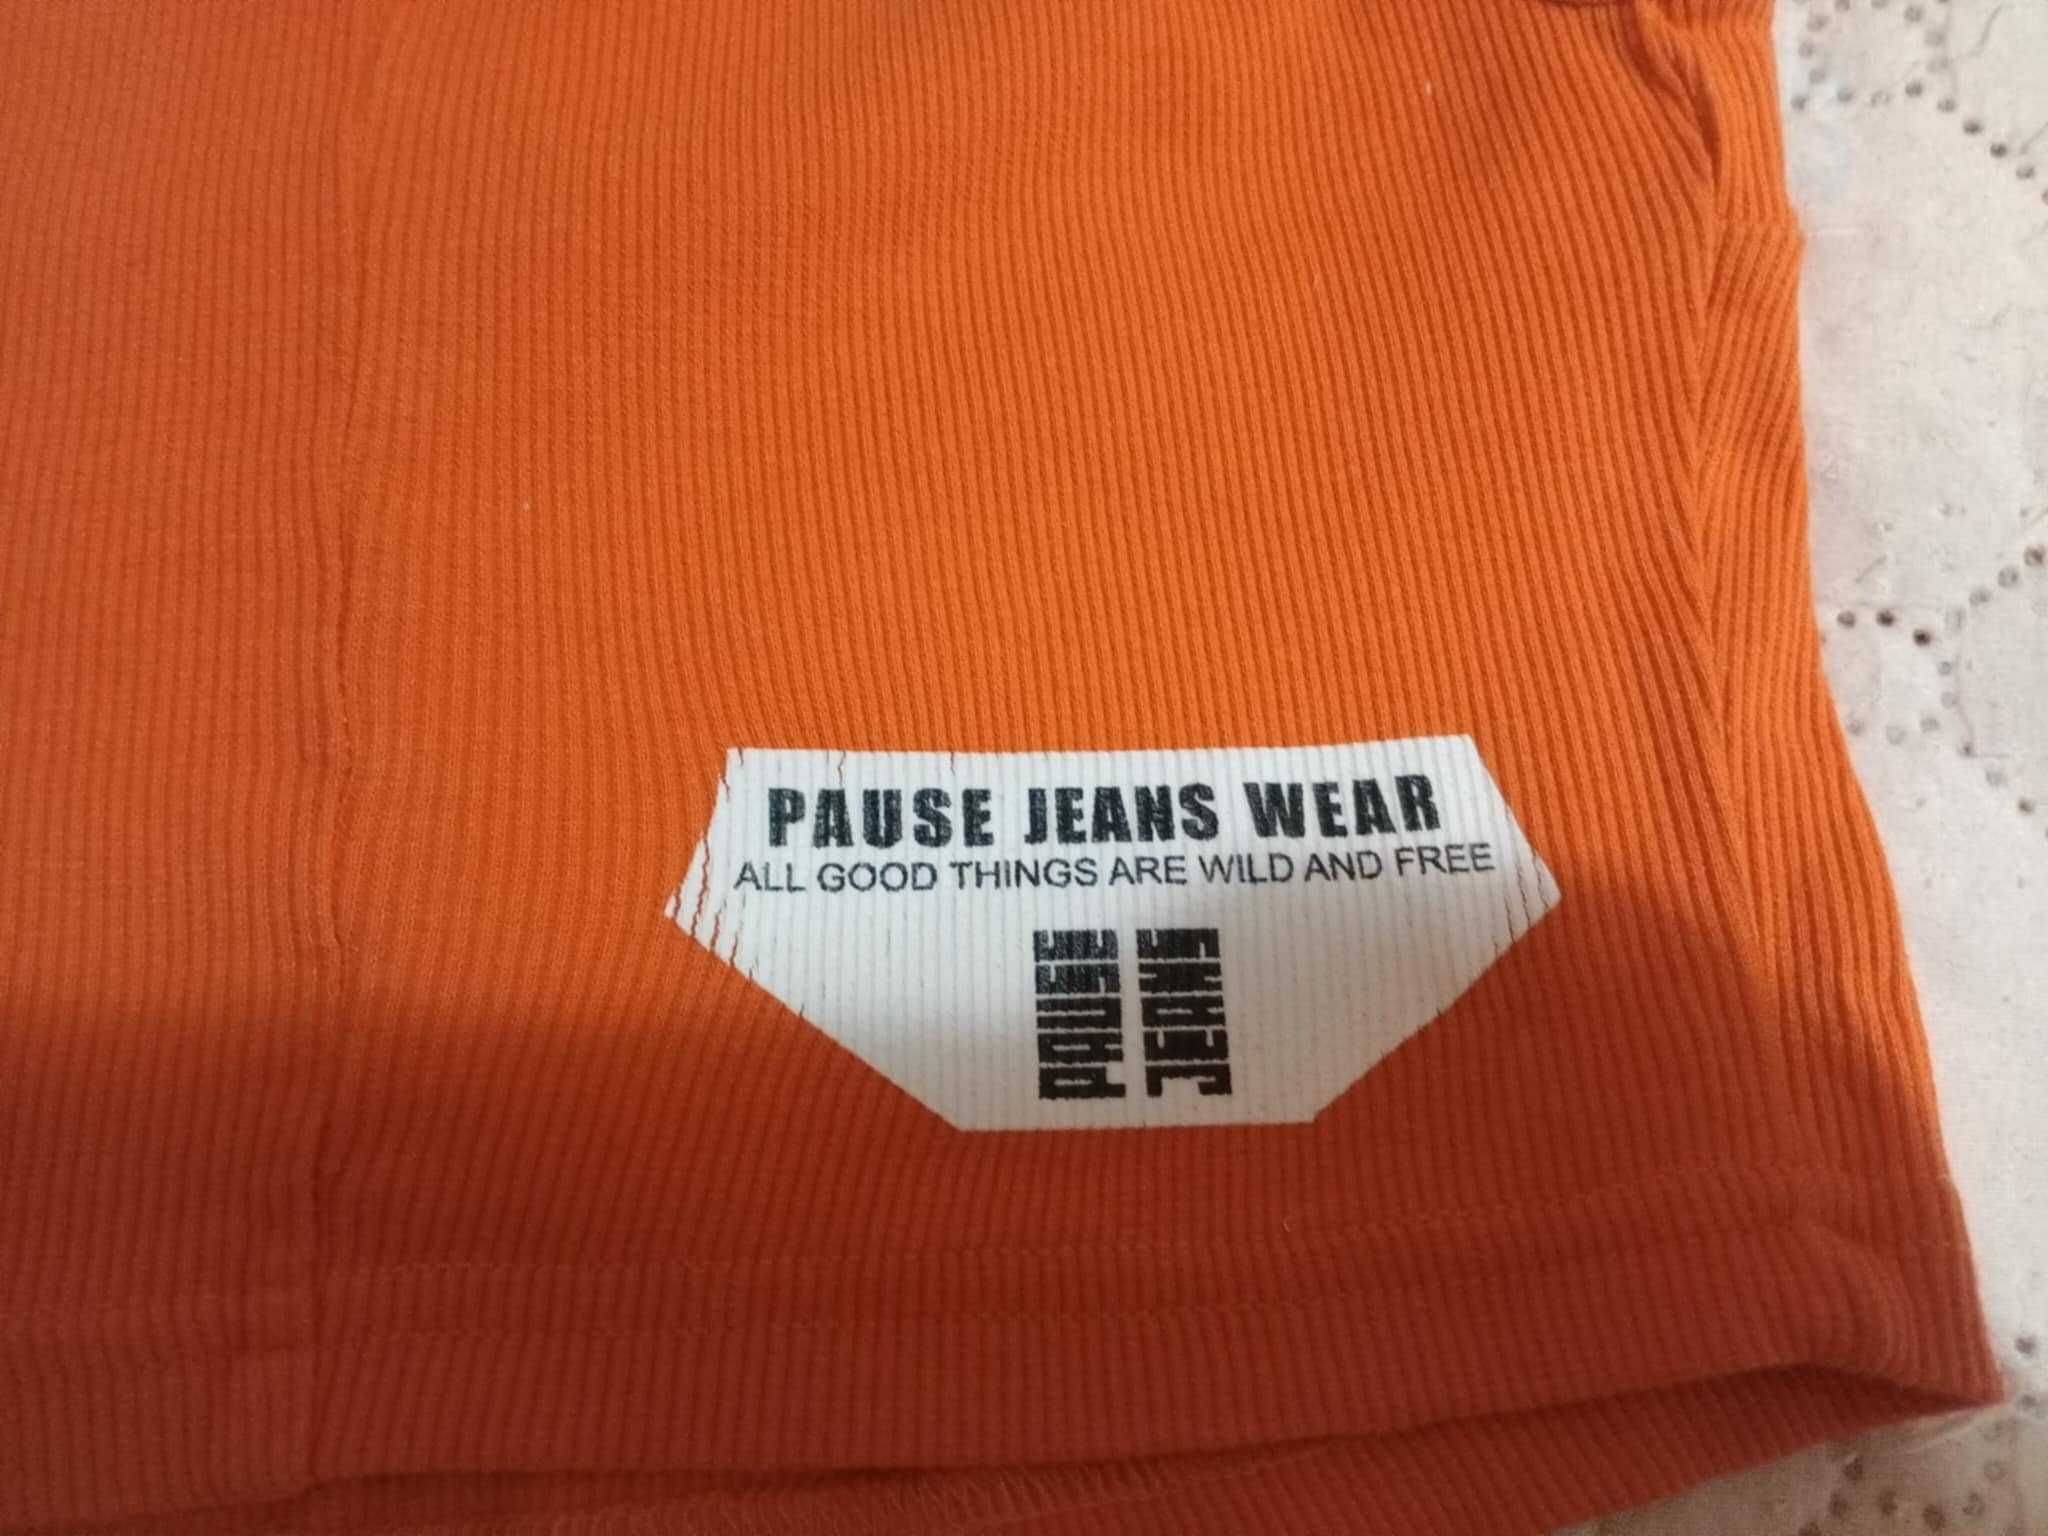 PAUSE JEANS WEAR
ALL GOOD THINGS ARE WILD AND FREE
PAUSE
JEANS